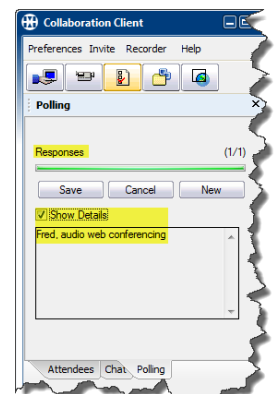 Collaboration Client
Preferences Invite Recorder Help
Polling
Responses (1/1)
Save Cancel New
Show Details
Fred, audio web conferencing
Attendees Chat Polling